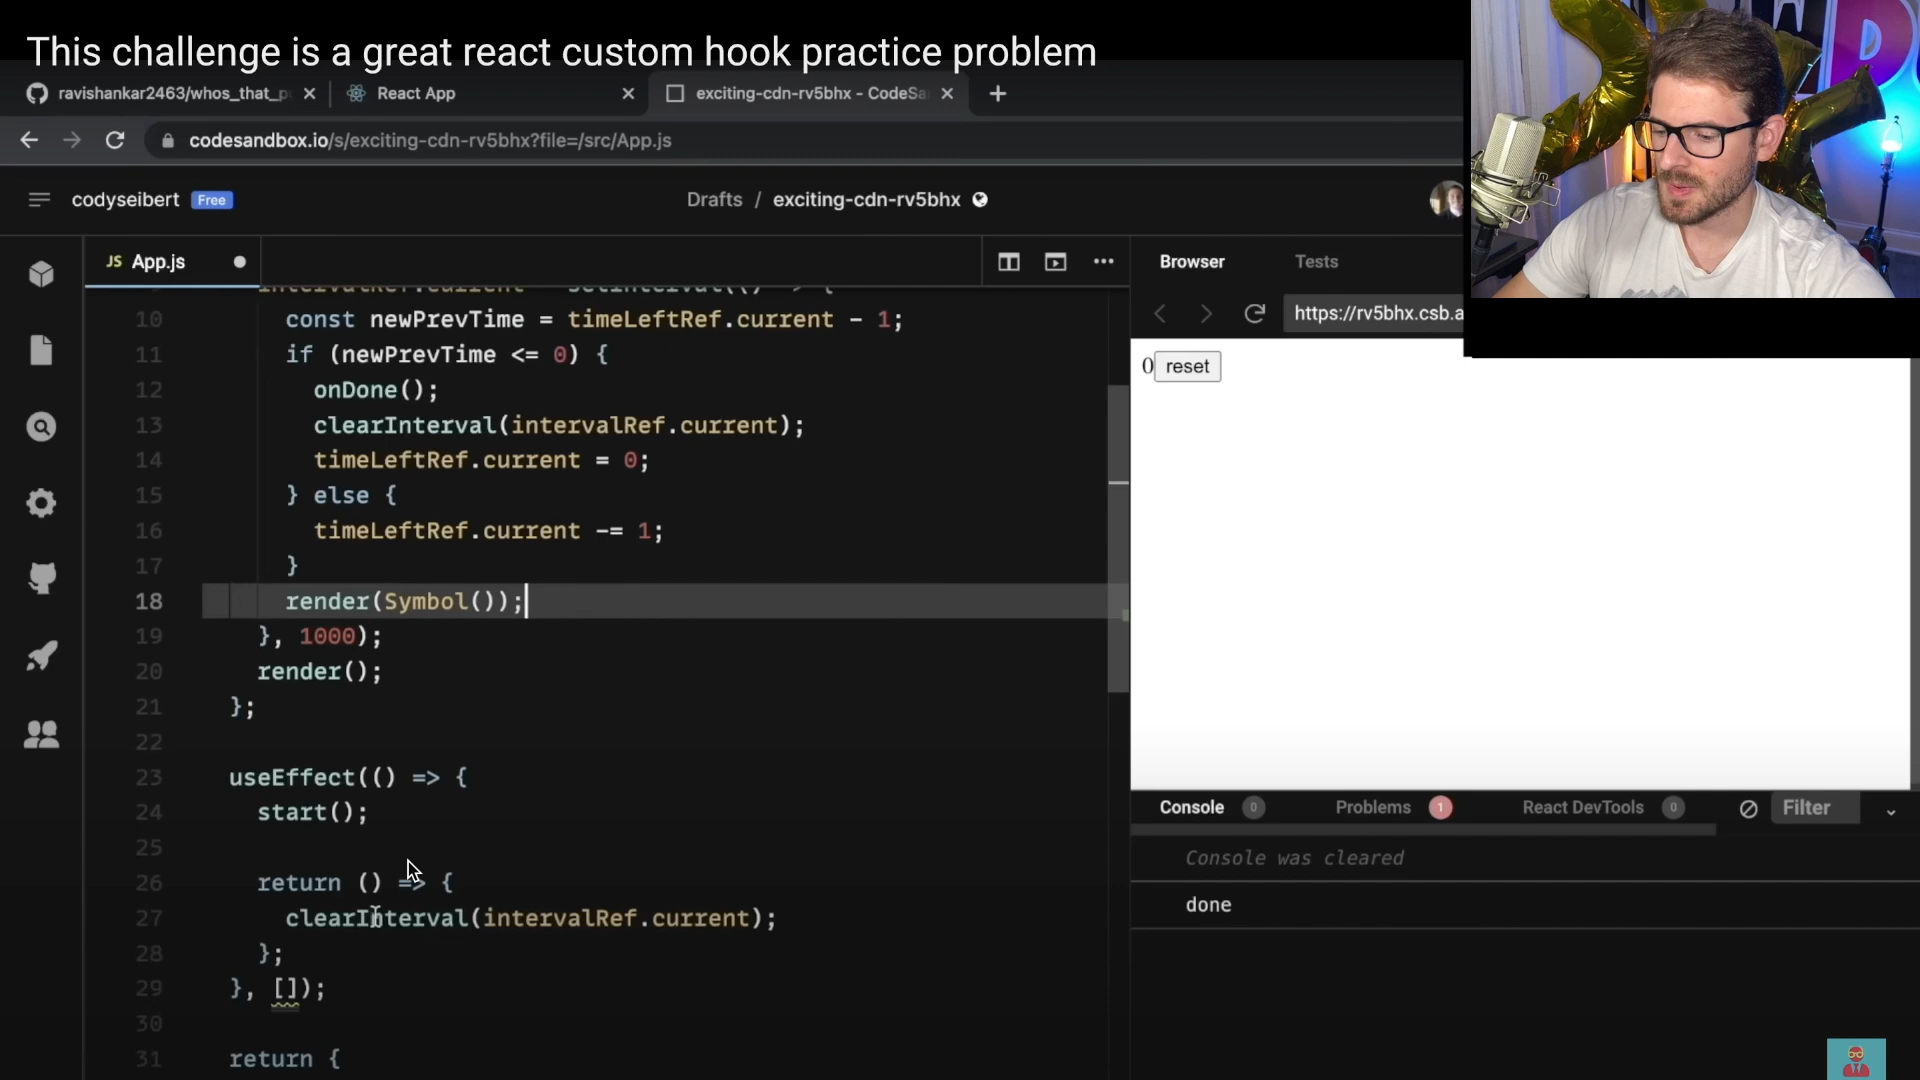 This challenge is a great react custom hook practice problem
ravishankar2463/whos_that_p
React App
exciting-cdn-rv5bhx - CodeSa
codesandbox.io/s/exciting-cdn-rv5bhx?file=/src/App.js
codyseibert Free
Drafts / exciting-cdn-rv5bhx
JS App.js
Browser Tests
https://rv5bhx.csb.a
0 reset
10 const newPrevTime = timeLeftRef.current - 1;
11 if (newPrevTime <= 0) {
12 onDone();
13 clearInterval(intervalRef.current);
14 timeLeftRef.current = 0;
15 } else {
16 timeLeftRef.current -= 1;
17 }
18 render(Symbol());
19 }, 1000);
20 render();
21 };
22
23 useEffect(() => {
24 start();
25
26 return () => {
27 clearInterval(intervalRef.current);
28 };
29 }, []);
30
31 return {
Console 0 Problems 1 React DevTools 0 Filter
Console was cleared
done